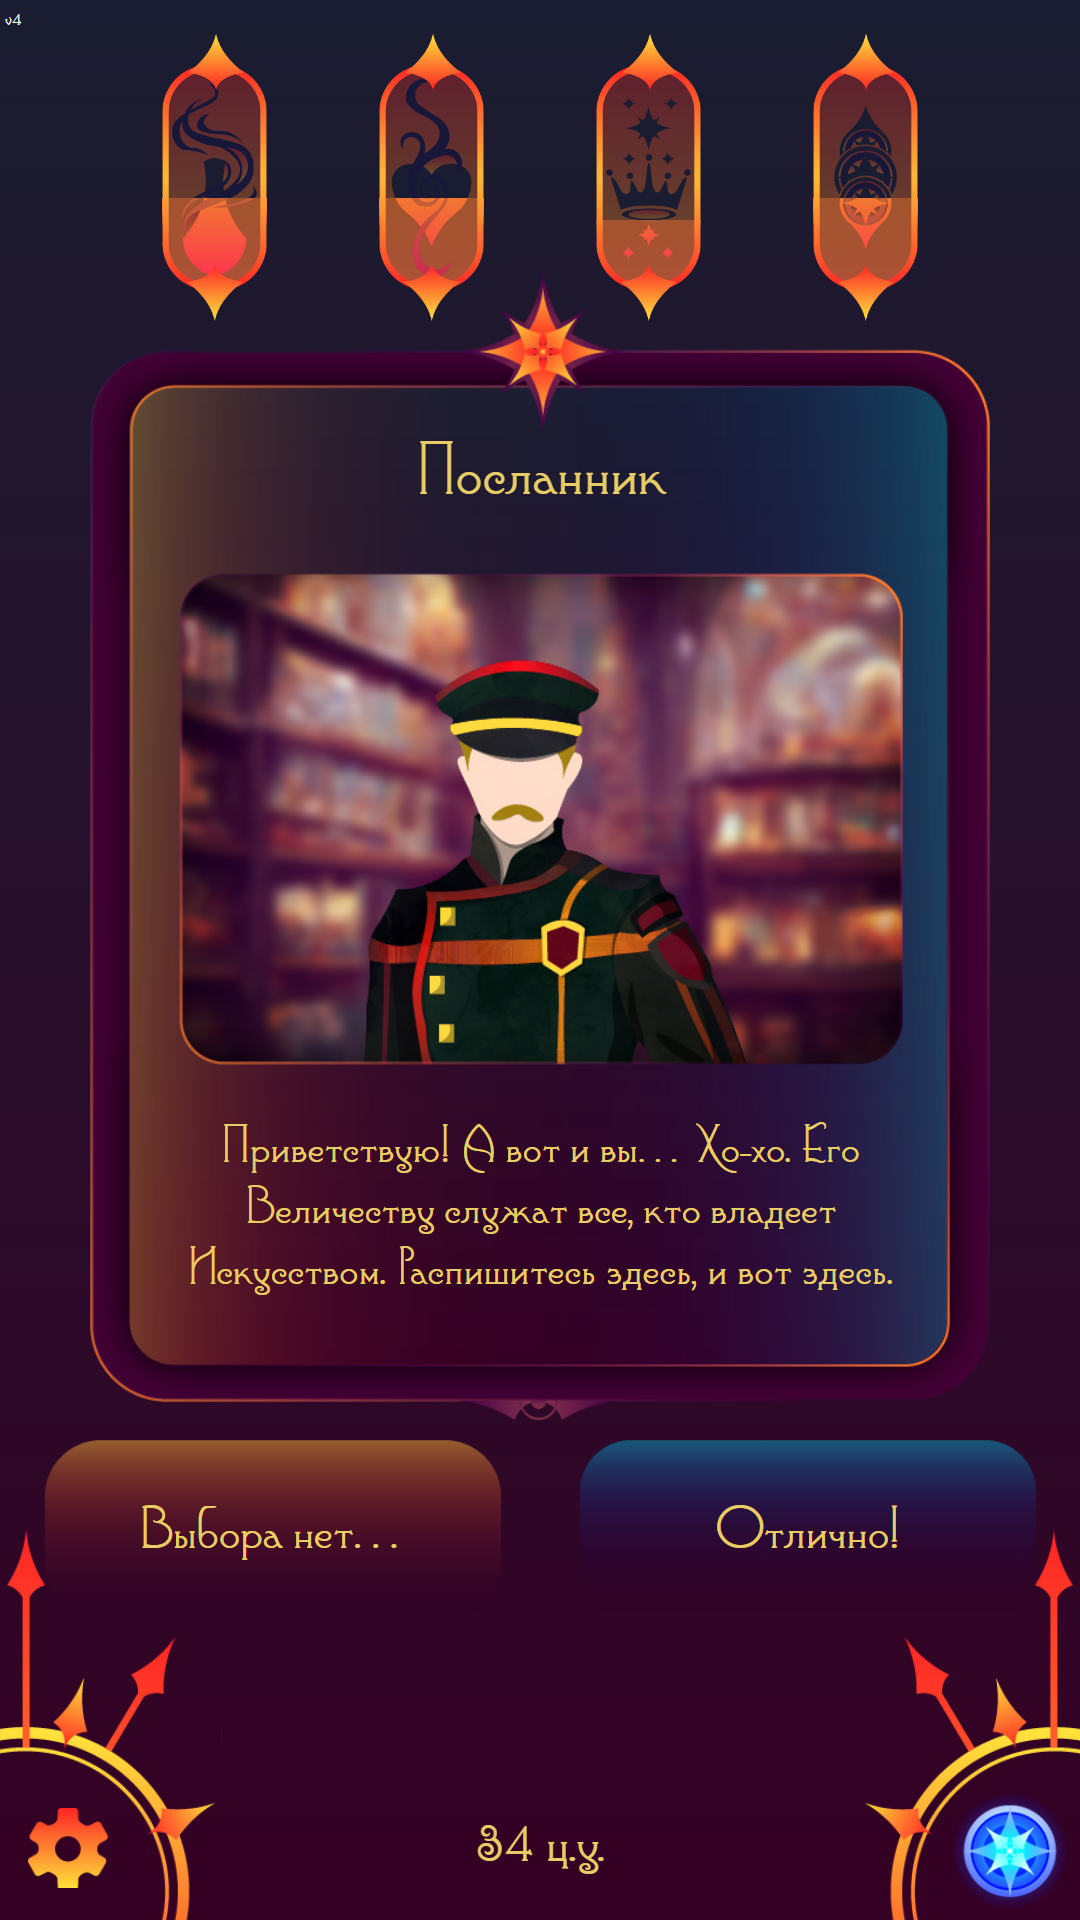 v4
Посланник
Приветствую! А вот и вы... Хо-хо. Его
Величеству служат все, кто владеет
Искусством. Распишитесь здесь, и вот здесь.
Выбора нет...
Отлично!
34 ц.у.